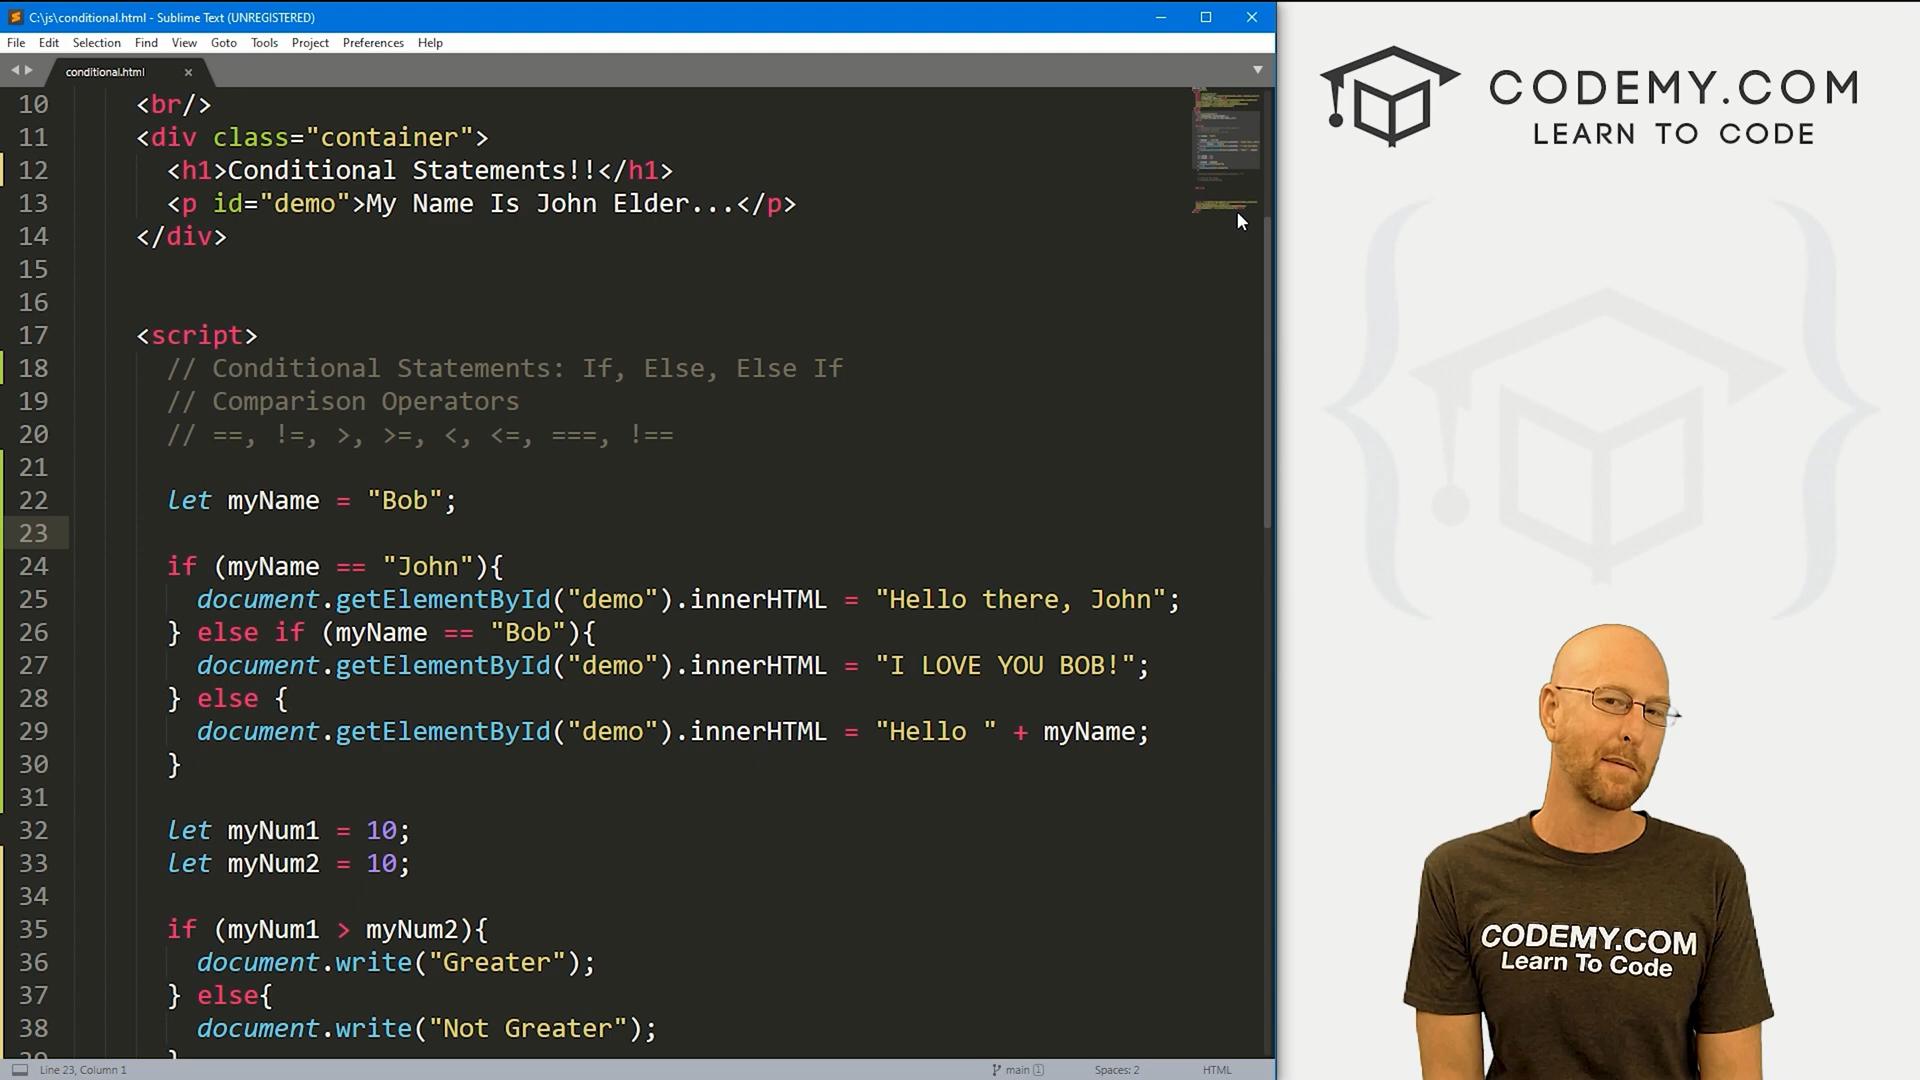 C:\js\conditional.html - Sublime Text (UNREGISTERED)
File Edit Selection Find View Goto Tools Project Preferences Help
conditional.html
10 <br/>
11 <div class="container">
12 <h1>Conditional Statements!!</h1>
13 <p id="demo">My Name Is John Elder...</p>
14 </div>
15
16
17 <script>
18 // Conditional Statements: If, Else, Else If
19 // Comparison Operators
20 // ==, !=, >, >=, <, <=, ===, !==
21
22 let myName = "Bob";
23
24 if (myName == "John"){
25 document.getElementById("demo").innerHTML = "Hello there, John";
26 } else if (myName == "Bob"){
27 document.getElementById("demo").innerHTML = "I LOVE YOU BOB!";
28 } else {
29 document.getElementById("demo").innerHTML = "Hello " + myName;
30 }
31
32 let myNum1 = 10;
33 let myNum2 = 10;
34
35 if (myNum1 > myNum2){
36 document.write("Greater");
37 } else{
38 document.write("Not Greater");
Line 23, Column 1
main 1
Spaces: 2
HTML
CODEMY.COM
LEARN TO CODE
CODEMY.COM
Learn To Code